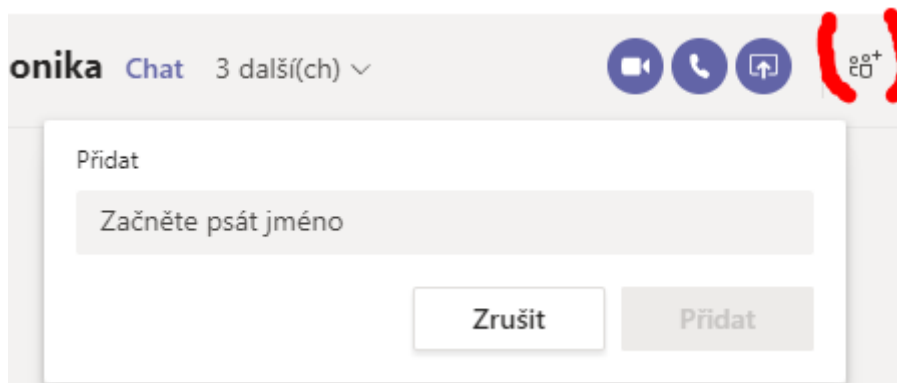 onika Chat 3 další(ch)
Přidat
Začněte psát jméno
Zrušit Přidat